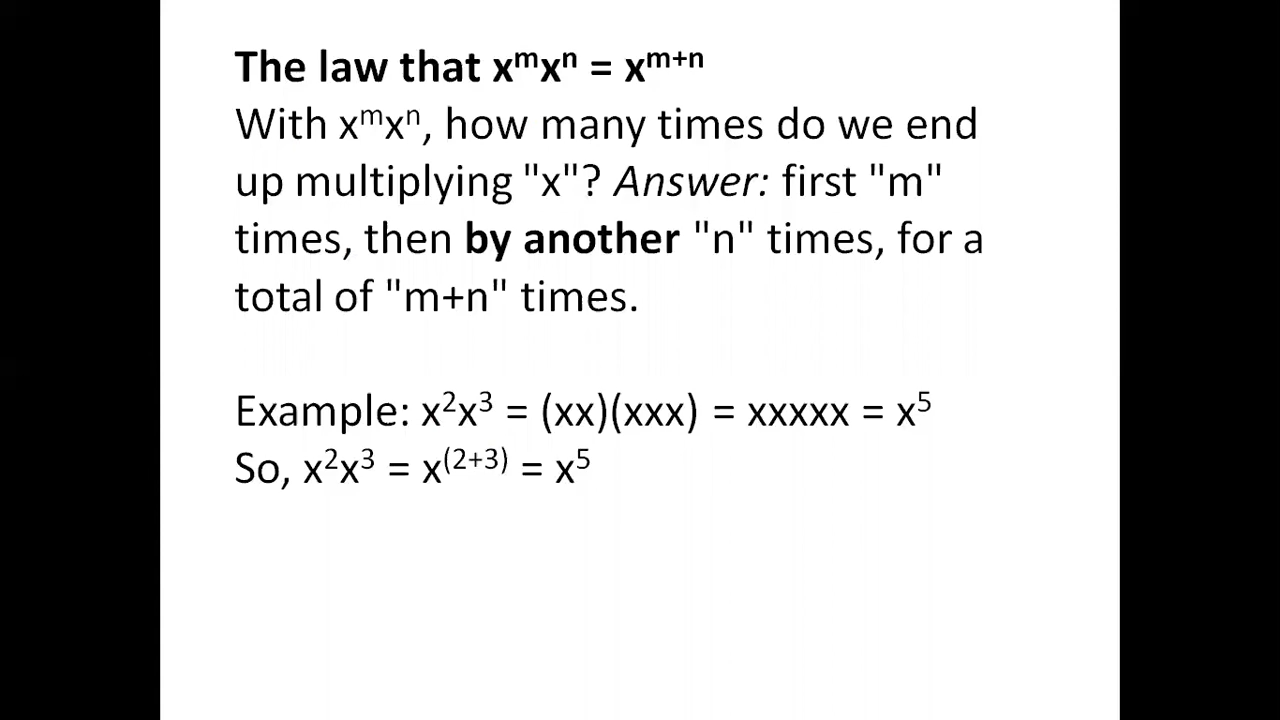 The law that xᵐxⁿ = xᵐ⁺ⁿ
With xᵐxⁿ, how many times do we end
up multiplying "x"? Answer: first "m"
times, then by another "n" times, for a
total of "m+n" times.
Example: x²x³ = (xx)(xxx) = xxxxx = x⁵
So, x²x³ = x⁽²⁺³⁾ = x⁵